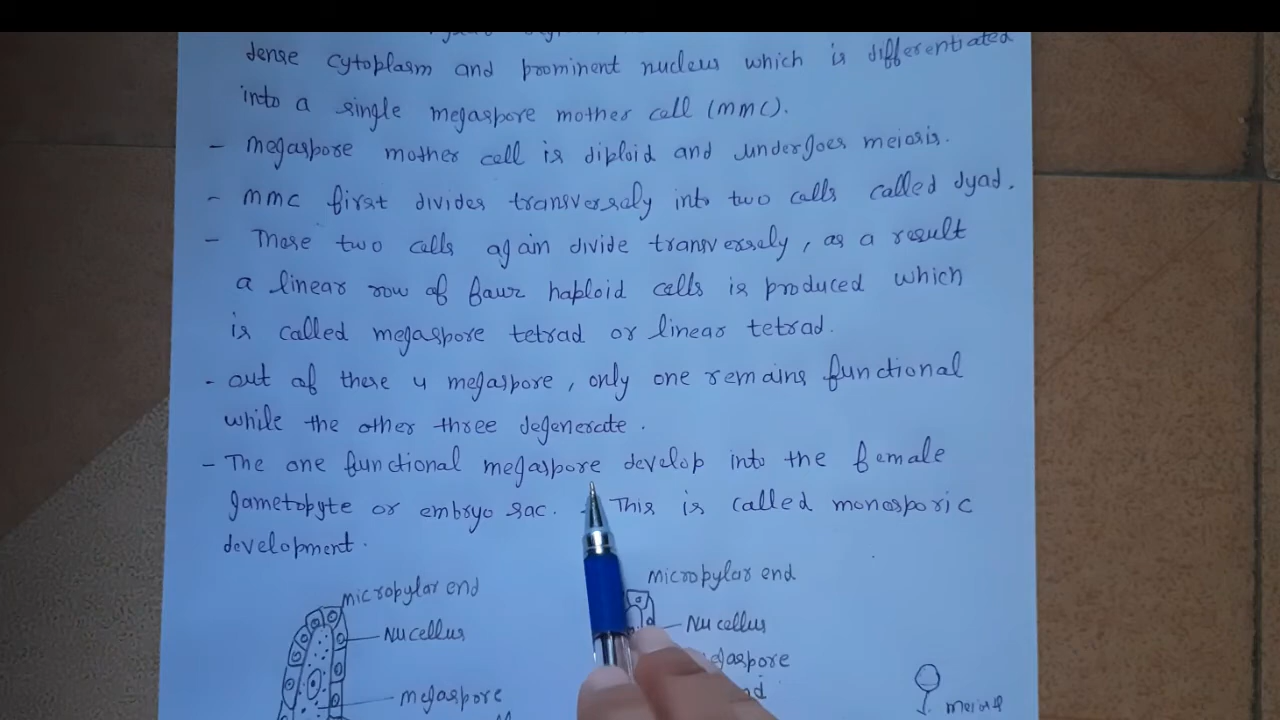 dense cytoplasm and prominent nucleus which is differentiated
into a single megaspore mother cell (MMC).
- Megaspore mother cell is diploid and undergoes meiosis.
- MMC first divides transversely into two cells called dyad.
- These two cells again divide transversely, as a result
a linear row of four haploid cells is produced which
is called megaspore tetrad or linear tetrad.
- out of there 4 megaspore, only one remains functional
while the other three degenerate.
- The one functional megaspore develop into the female
gametopyte or embryo sac. - This is called monosporic
development.
micropylar end
Nucellus
megaspore
micropylar end
Nucellus
meiosis